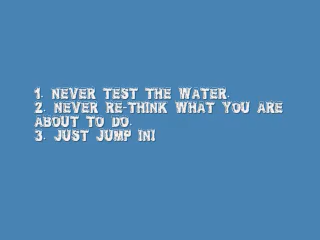 1. NEVER TEST THE WATER.
2. NEVER RE-THINK WHAT YOU ARE
ABOUT TO DO.
3. JUST JUMP IN!